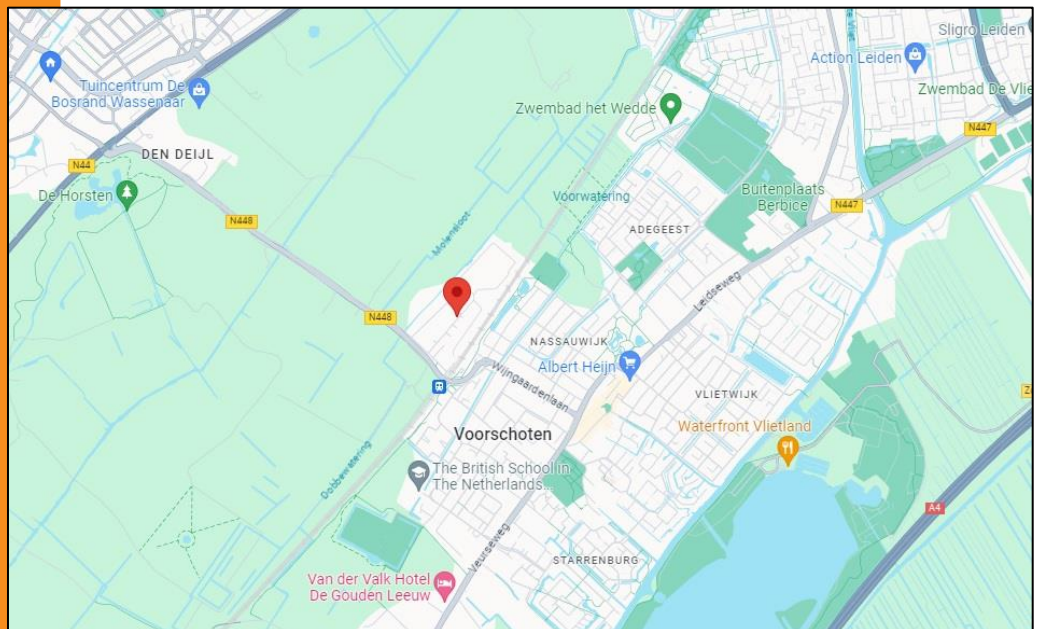 Sligro Leiden
Action Leiden
Tuincentrum De
Bosrand Wassenaar
Zwembad De Vlie
Zwembad het Wedde
N447
DEN DEIJL
N44
De Horsten
Buitenplaats
Berbice
Voorwatering
N447
N448
ADEGEEST
Molensloot
Leidseweg
N448
NASSAUWIJK
Albert Heijn
Wijngaardenlaan
VLIETWIJK
Waterfront Vlietland
Voorschoten
The British School in
The Netherlands...
Dobbewatering
A4
Veurseweg
STARRENBURG
Van der Valk Hotel
De Gouden Leeuw